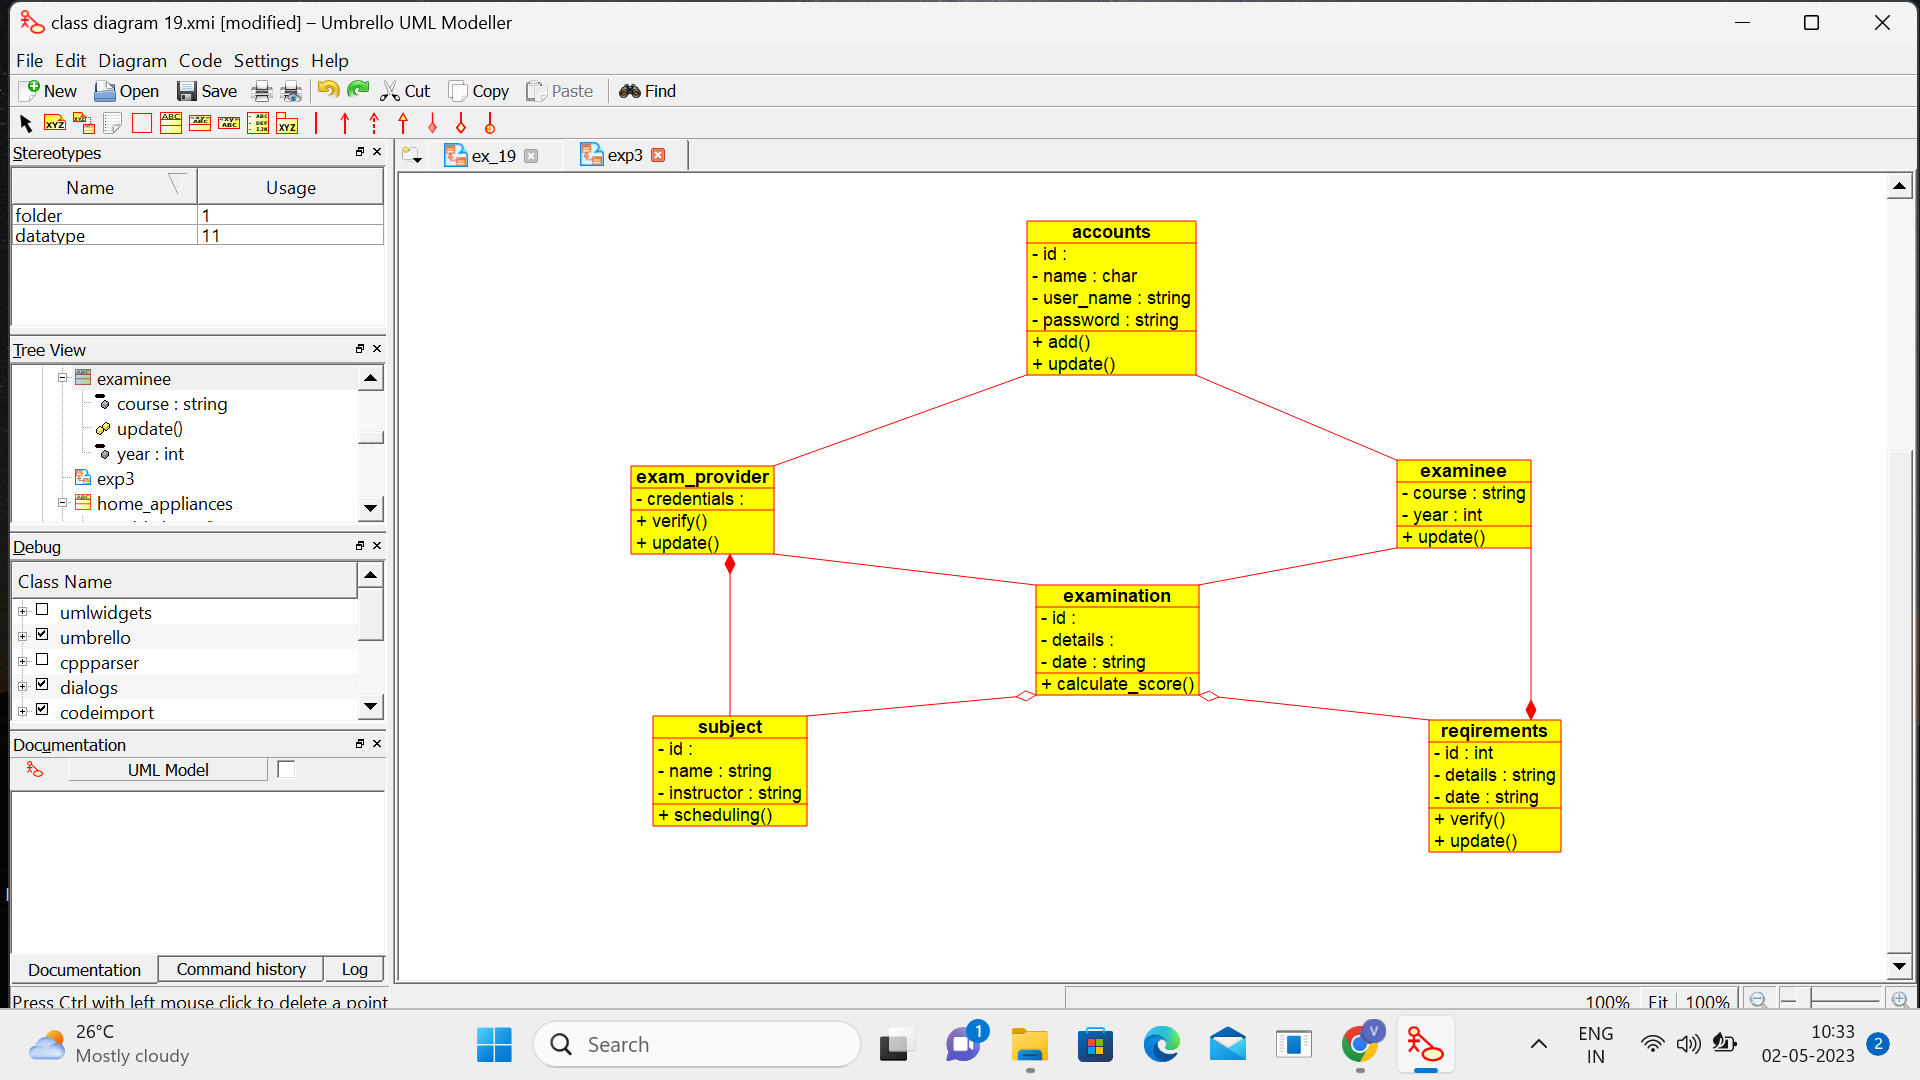 class diagram 19.xmi [modified] – Umbrello UML Modeller
File Edit Diagram Code Settings Help
New Open Save Cut Copy Paste Find
Stereotypes
Name Usage
folder 1
datatype 11
Tree View
examinee
course : string
update()
year : int
exp3
home_appliances
Debug
Class Name
umlwidgets
umbrello
cppparser
dialogs
codeimport
Documentation
UML Model
Documentation Command history Log
Press Ctrl with left mouse click to delete a point
ex_19 exp3
accounts
- id :
- name : char
- user_name : string
- password : string
+ add()
+ update()
exam_provider
- credentials :
+ verify()
+ update()
examinee
- course : string
- year : int
+ update()
examination
- id :
- details :
- date : string
+ calculate_score()
subject
- id :
- name : string
- instructor : string
+ scheduling()
reqirements
- id : int
- details : string
- date : string
+ verify()
+ update()
100% Fit 100%
26°C
Mostly cloudy
Search
1
V
ENG
IN
10:33
02-05-2023
2